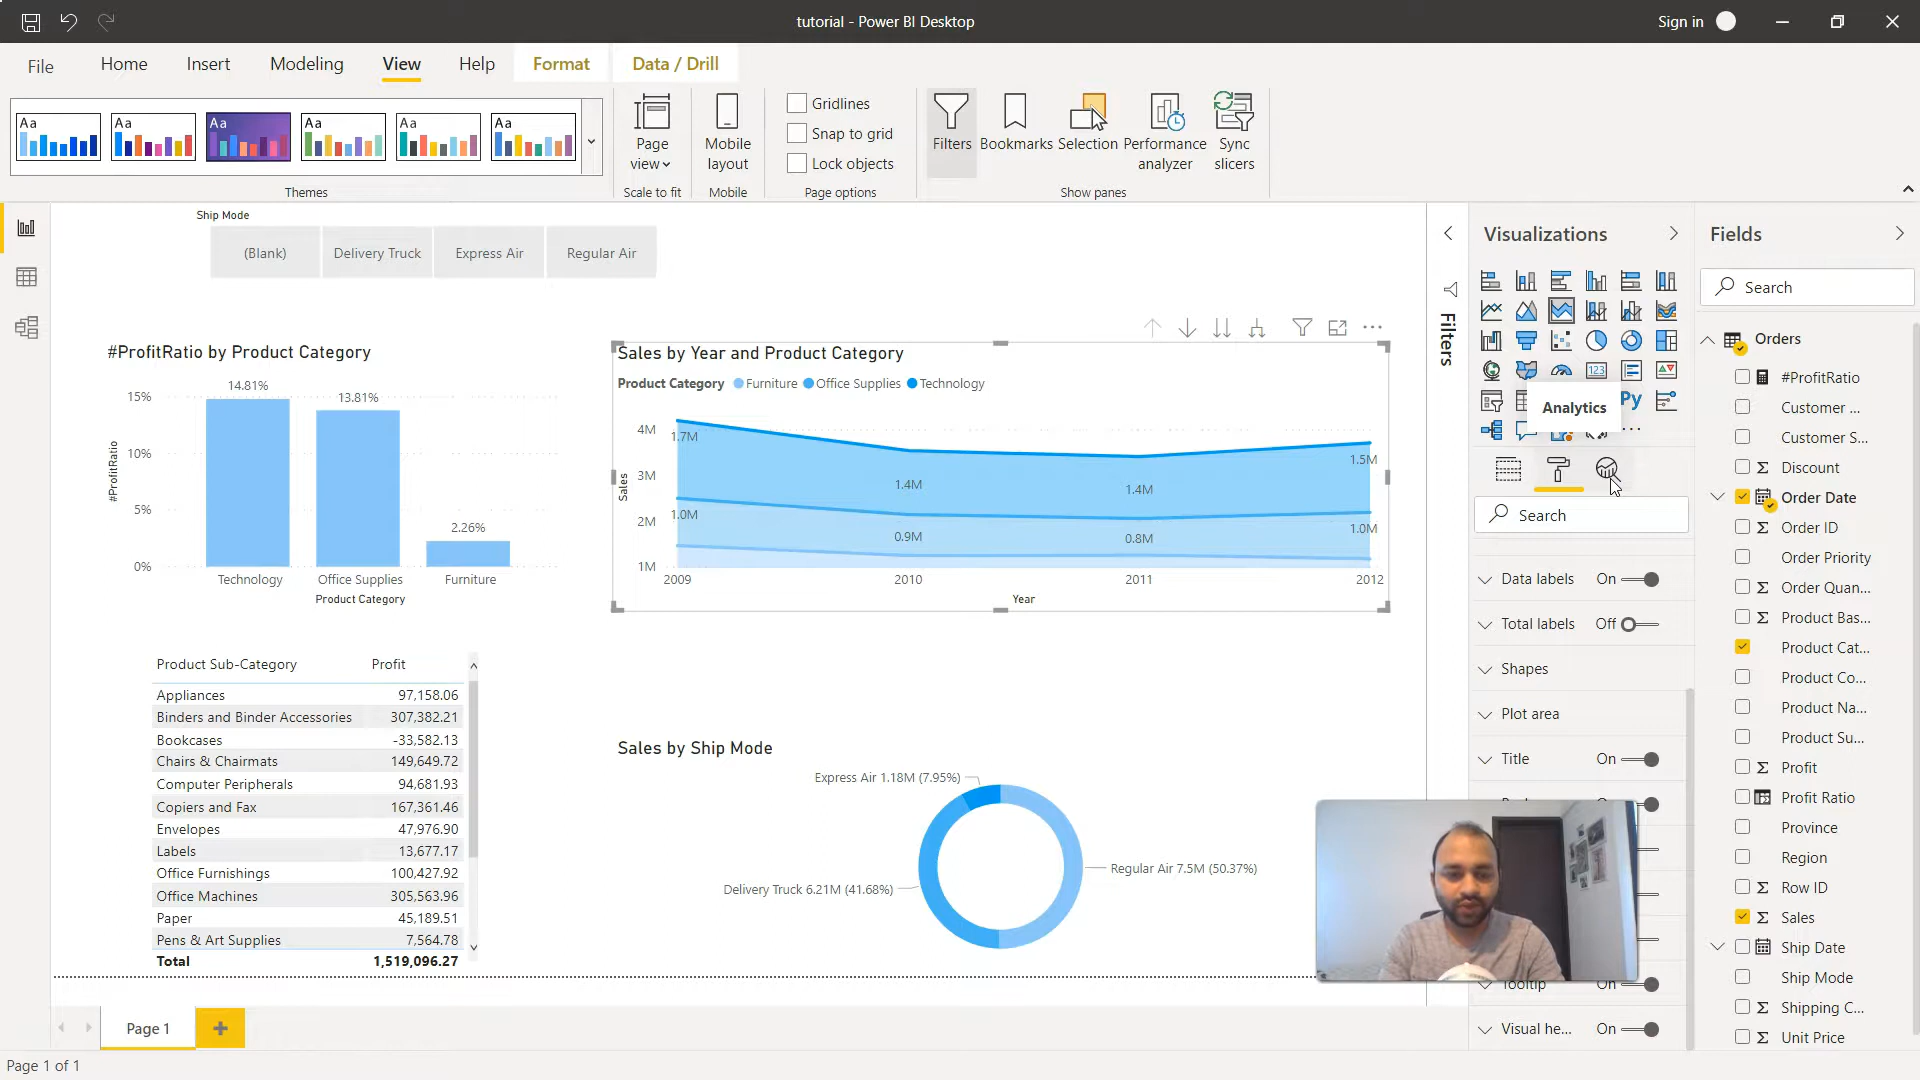 tutorial - Power BI Desktop
Sign in
File
Home
Insert
Modeling
View
Help
Format
Data / Drill
Aa
Aa
Aa
Aa
Aa
Aa
Themes
Page view
Scale to fit
Mobile layout
Mobile
Gridlines
Snap to grid
Lock objects
Page options
Filters
Bookmarks
Selection
Performance analyzer
Sync slicers
Show panes
Ship Mode
(Blank)
Delivery Truck
Express Air
Regular Air
#ProfitRatio by Product Category
14.81%
13.81%
2.26%
15%
10%
5%
0%
#ProfitRatio
Technology
Office Supplies
Furniture
Product Category
Sales by Year and Product Category
Product Category Furniture Office Supplies Technology
4M
3M
2M
1M
Sales
1.7M
1.4M
1.4M
1.5M
1.0M
0.9M
0.8M
1.0M
2009
2010
2011
2012
Year
Product Sub-Category Profit
Appliances 97,158.06
Binders and Binder Accessories 307,382.21
Bookcases -33,582.13
Chairs & Chairmats 149,649.72
Computer Peripherals 94,681.93
Copiers and Fax 167,361.46
Envelopes 47,976.90
Labels 13,677.17
Office Furnishings 100,427.92
Office Machines 305,563.96
Paper 45,189.51
Pens & Art Supplies 7,564.78
Total 1,519,096.27
Sales by Ship Mode
Express Air 1.18M (7.95%)
Regular Air 7.5M (50.37%)
Delivery Truck 6.21M (41.68%)
Filters
Visualizations
123
Py
Analytics
Search
Data labels On
Total labels Off
Shapes
Plot area
Title On
Tooltip On
Visual he... On
Fields
Search
Orders
#ProfitRatio
Customer ...
Customer S...
Discount
Order Date
Order ID
Order Priority
Order Quan...
Product Bas...
Product Cat...
Product Co...
Product Na...
Product Su...
Profit
Profit Ratio
Province
Region
Row ID
Sales
Ship Date
Ship Mode
Shipping C...
Unit Price
Page 1
Page 1 of 1